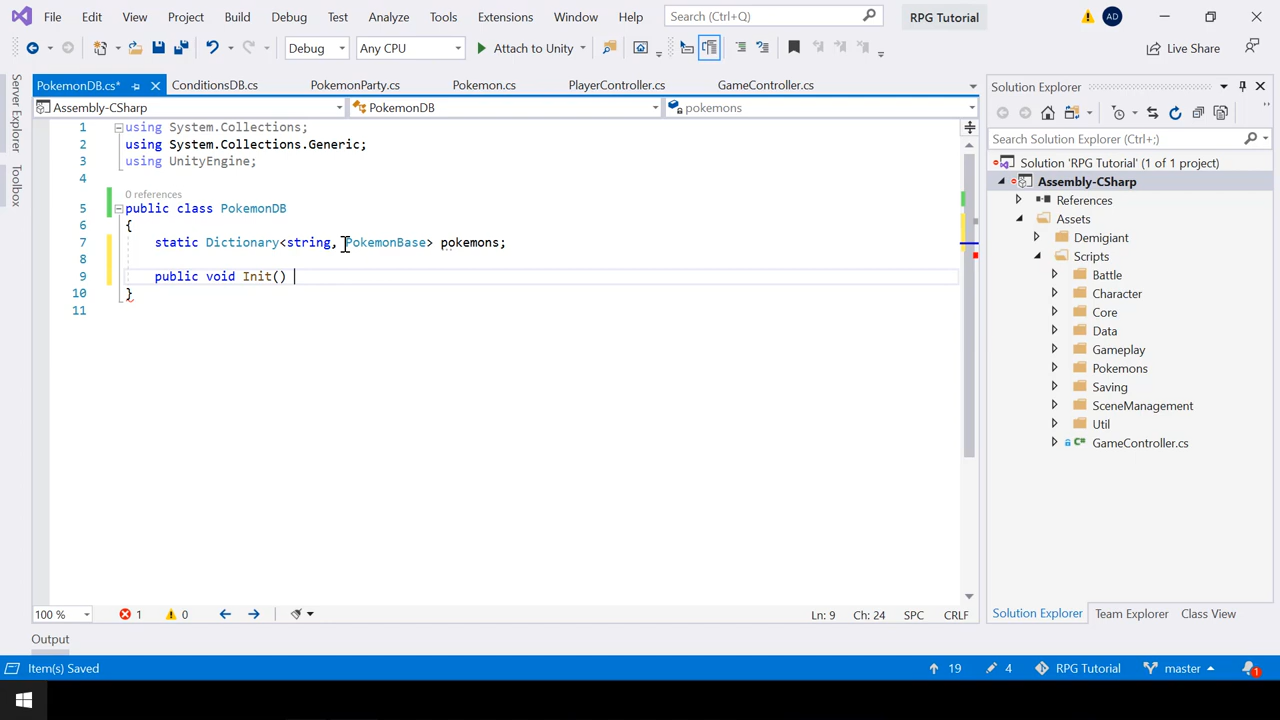 File Edit View Project Build Debug Test Analyze Tools Extensions Window Help Search (Ctrl+Q) RPG Tutorial AD
Debug Any CPU Attach to Unity Live Share
PokemonDB.cs* ConditionsDB.cs PokemonParty.cs Pokemon.cs PlayerController.cs GameController.cs
Assembly-CSharp PokemonDB pokemons
Server Explorer
Toolbox
1 using System.Collections;
2 using System.Collections.Generic;
3 using UnityEngine;
4
0 references
5 public class PokemonDB
6 {
7 static Dictionary<string, PokemonBase> pokemons;
8
9 public void Init()
10 }
11
100 % 1 0 Ln: 9 Ch: 24 SPC CRLF
Output
Solution Explorer
Search Solution Explorer (Ctrl+;)
Solution 'RPG Tutorial' (1 of 1 project)
Assembly-CSharp
References
Assets
Demigiant
Scripts
Battle
Character
Core
Data
Gameplay
Pokemons
Saving
SceneManagement
Util
C# GameController.cs
Solution Explorer Team Explorer Class View
Item(s) Saved 19 4 RPG Tutorial master 1